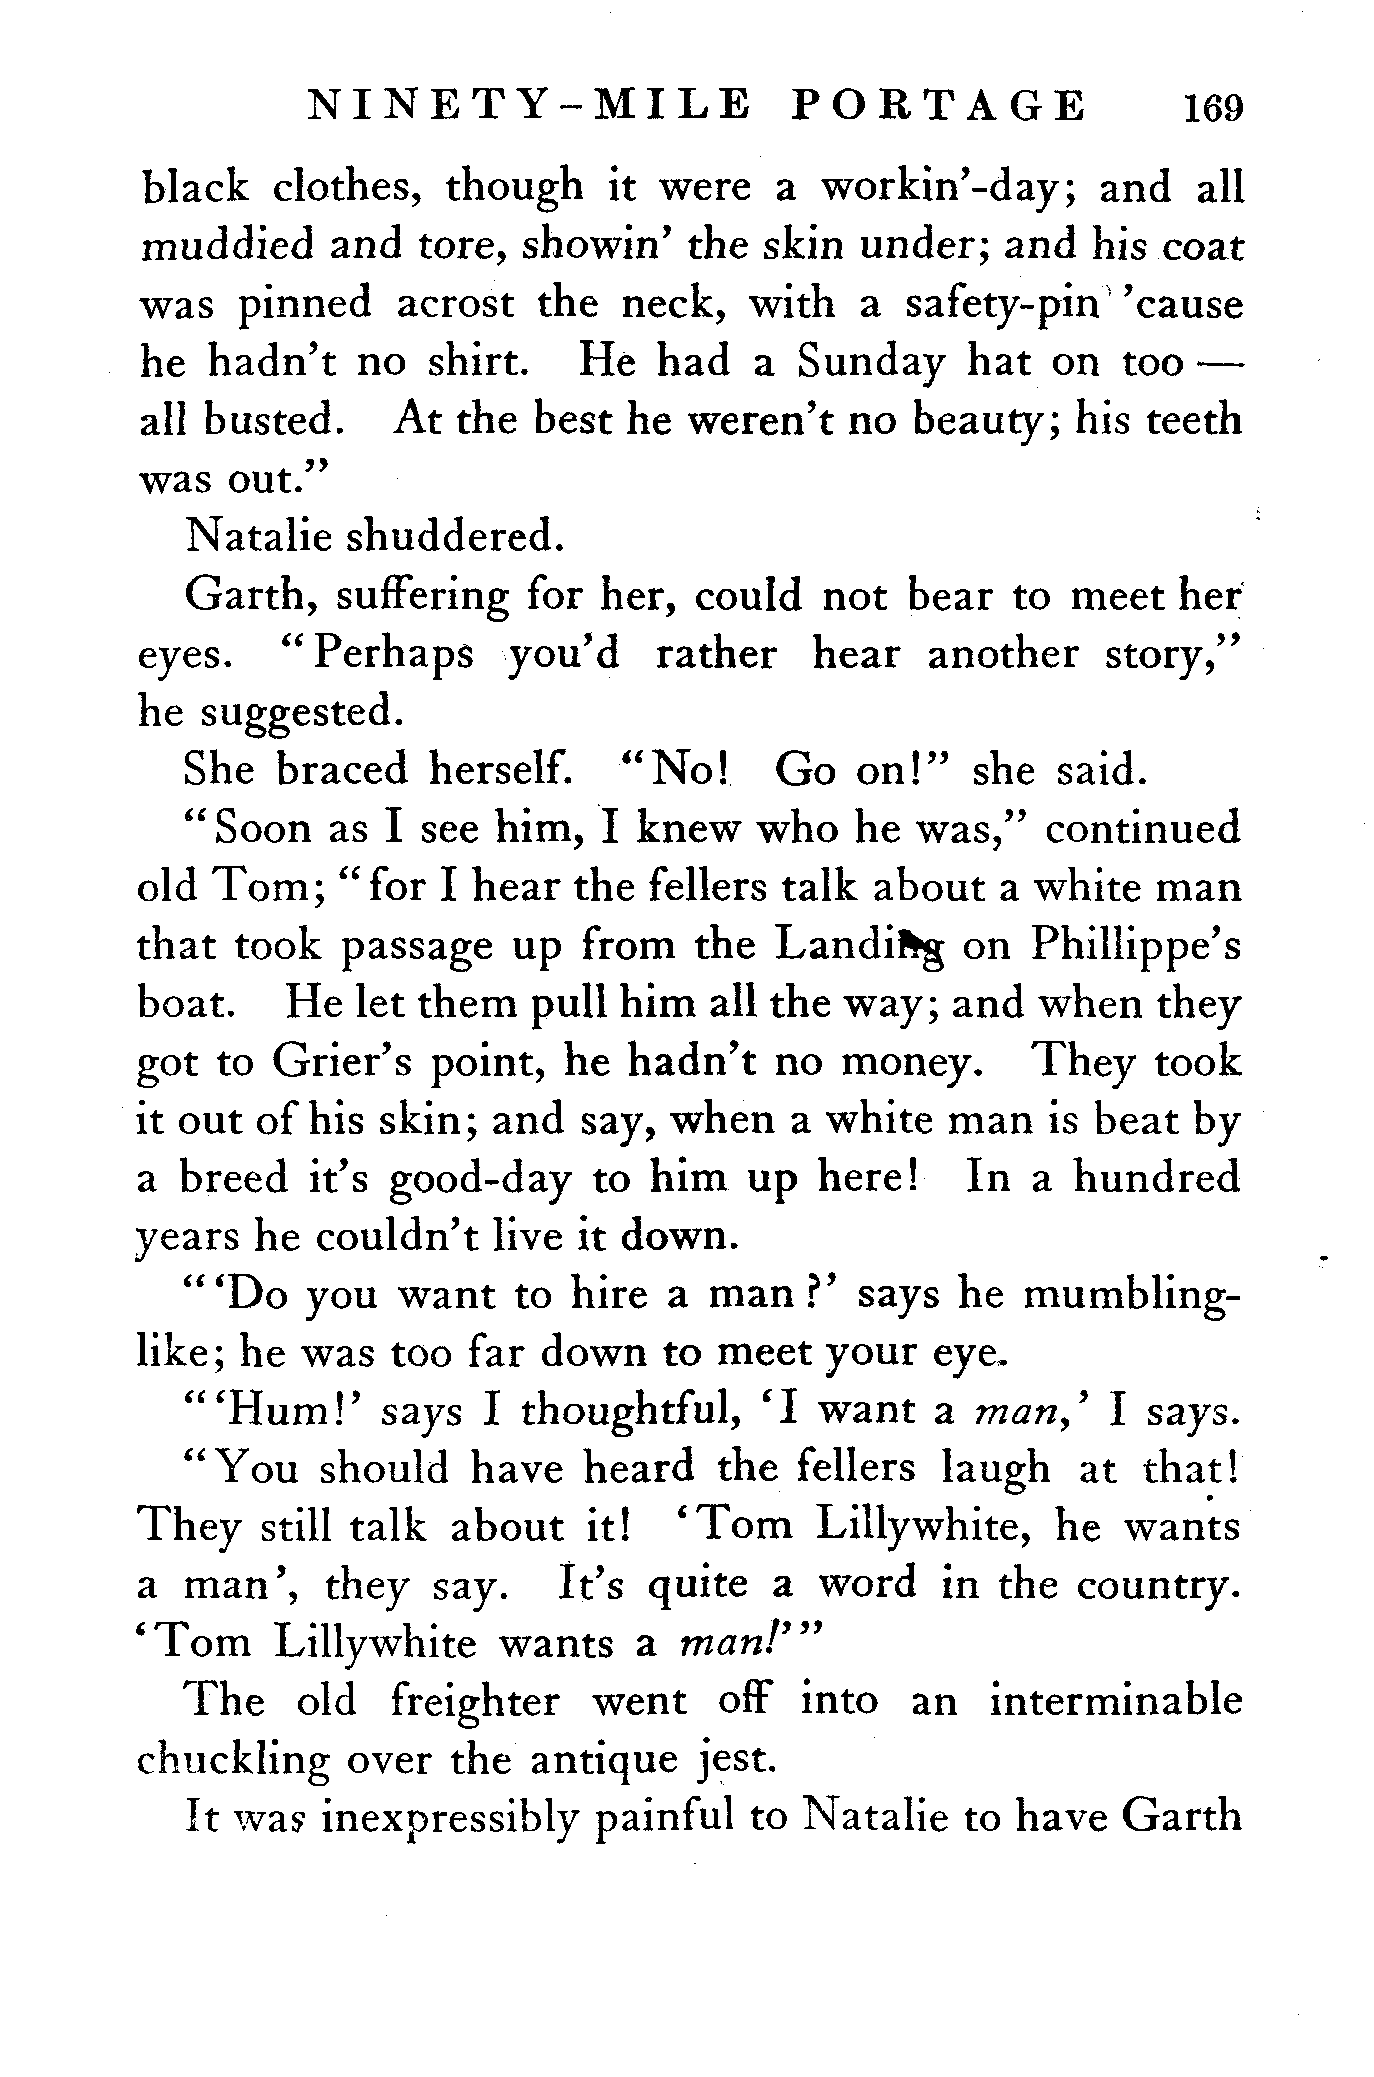 NINETY-MILE PORTAGE 169
black clothes, though it were a workin’-day; and all
muddied and tore, showin’ the skin under; and his coat
was pinned acrost the neck, with a safety-pin ’cause
he hadn’t no shirt. He had a Sunday hat on too —
all busted. At the best he weren’t no beauty; his teeth
was out.”
Natalie shuddered.
Garth, suffering for her, could not bear to meet her
eyes. “Perhaps you’d rather hear another story,”
he suggested.
She braced herself. “No! Go on!” she said.
“Soon as I see him, I knew who he was,” continued
old Tom; “for I hear the fellers talk about a white man
that took passage up from the Landing on Phillippe’s
boat. He let them pull him all the way; and when they
got to Grier’s point, he hadn’t no money. They took
it out of his skin; and say, when a white man is beat by
a breed it’s good-day to him up here! In a hundred
years he couldn’t live it down.
“‘Do you want to hire a man?’ says he mumbling-
like; he was too far down to meet your eye.
“‘Hum!’ says I thoughtful, ‘I want a man,’ I says.
“You should have heard the fellers laugh at that!
They still talk about it! ‘Tom Lillywhite, he wants
a man’, they say. It’s quite a word in the country.
‘Tom Lillywhite wants a man!’”
The old freighter went off into an interminable
chuckling over the antique jest.
It was inexpressibly painful to Natalie to have Garth